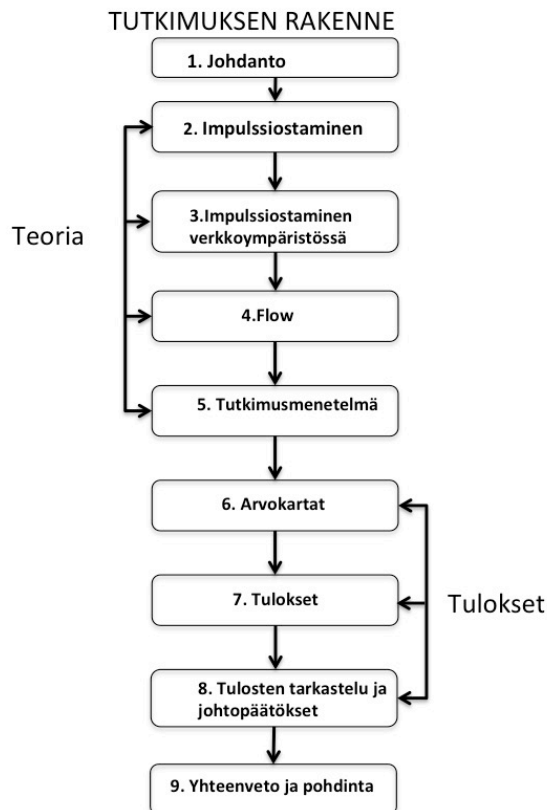 TUTKIMUKSEN RAKENNE
1. Johdanto
2. Impulssiostaminen
3.Impulssiostaminen
verkkoympäristössä
Teoria
4.Flow
5. Tutkimusmenetelmä
6. Arvokartat
7. Tulokset
Tulokset
8. Tulosten tarkastelu ja
johtopäätökset
9. Yhteenveto ja pohdinta